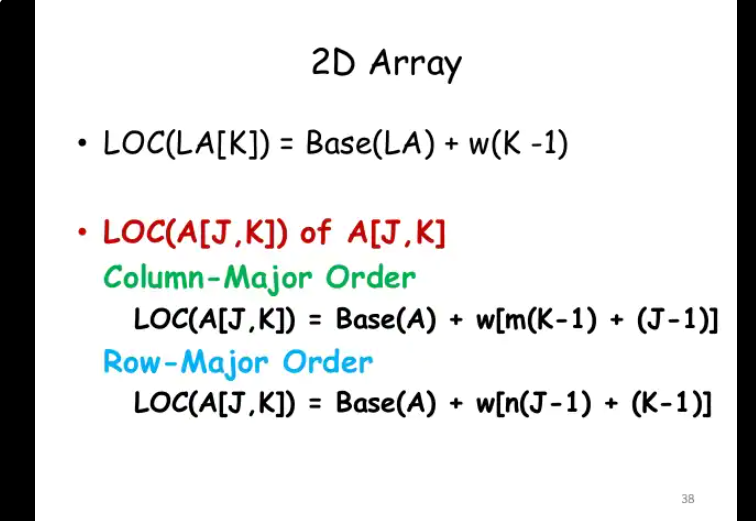 2D Array
• LOC(LA[K]) = Base(LA) + w(K -1)
• LOC(A[J,K]) of A[J,K]
Column-Major Order
LOC(A[J,K]) = Base(A) + w[m(K-1) + (J-1)]
Row-Major Order
LOC(A[J,K]) = Base(A) + w[n(J-1) + (K-1)]
38